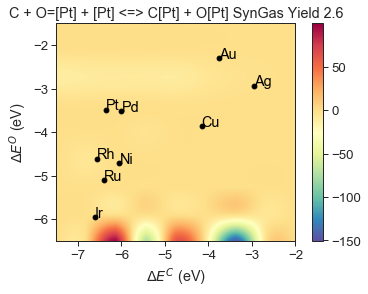 C + O=[Pt] + [Pt] <=> C[Pt] + O[Pt] SynGas Yield 2.6
−2
−3
−4
−5
−6
ΔE^O (eV)
Au
Ag
Pt
Pd
Cu
Rh
Ni
Ru
Ir
−7
−6
−5
−4
−3
−2
ΔE^C (eV)
50
0
−50
−100
−150